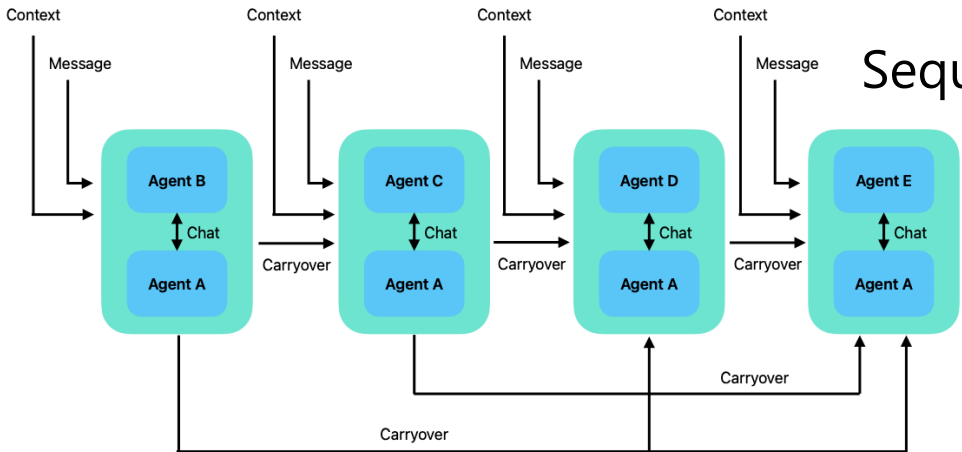 Context
Context
Context
Context
Message
Message
Message
Message
Sequ
Agent B
Agent C
Agent D
Agent E
Chat
Chat
Chat
Chat
Carryover
Carryover
Carryover
Agent A
Agent A
Agent A
Agent A
Carryover
Carryover